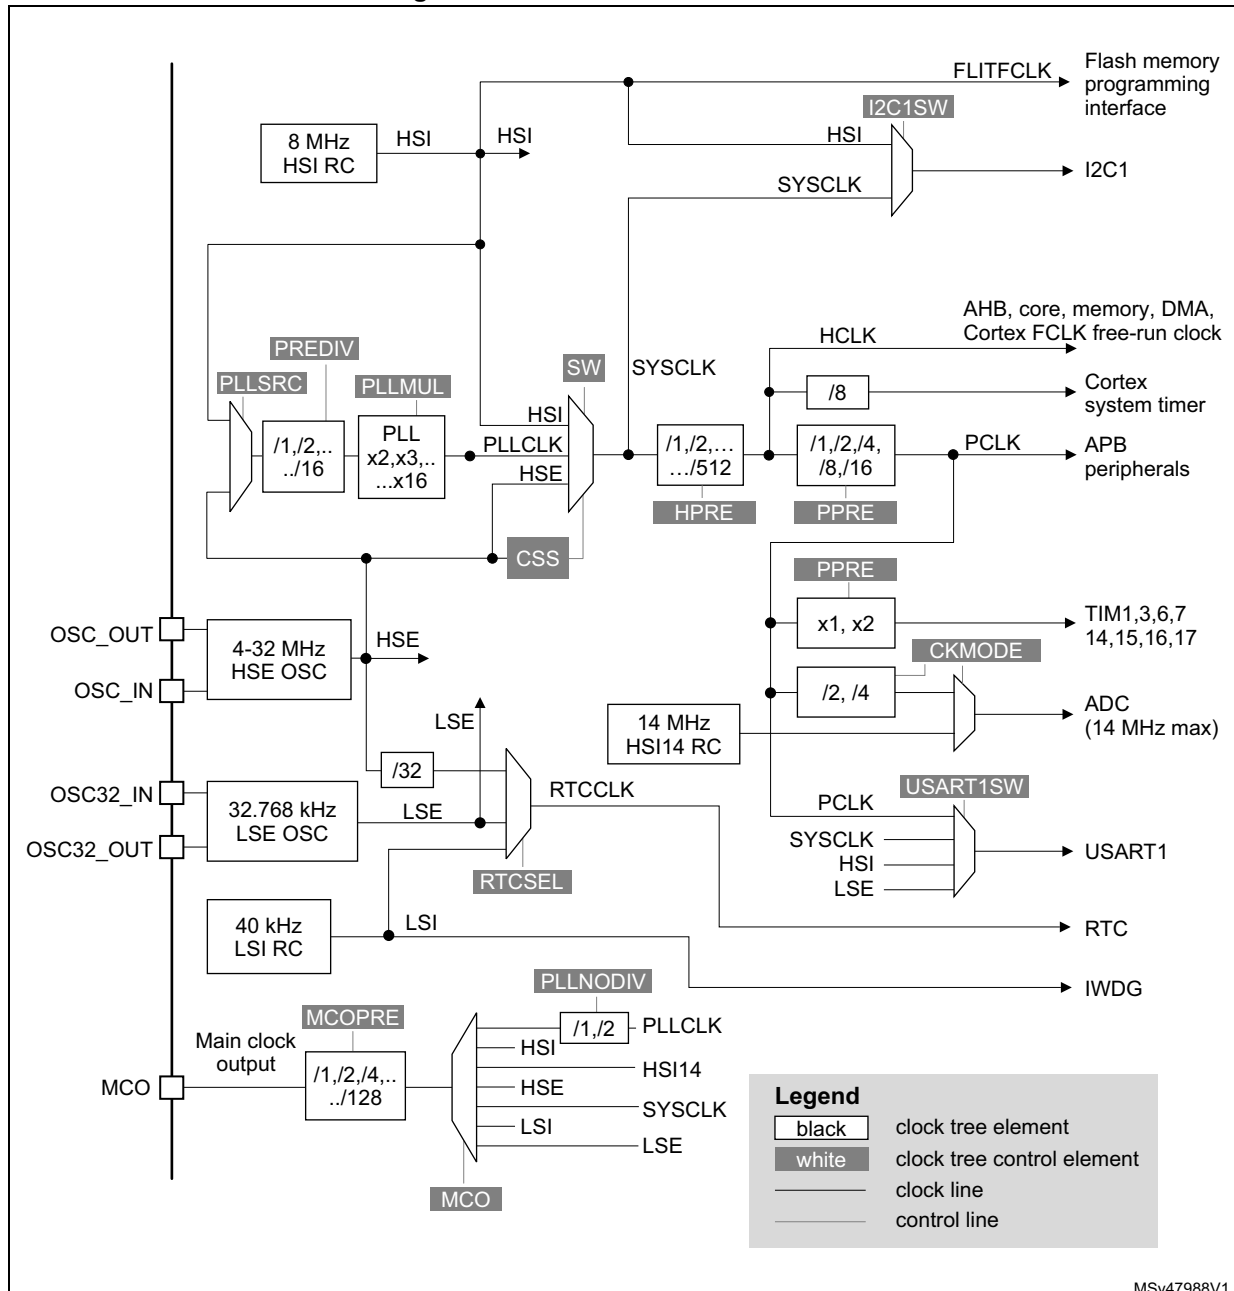 FLITFCLK
Flash memory
programming
interface
I2C1SW
8 MHz
HSI RC
HSI
HSI
HSI
SYSCLK
I2C1
AHB, core, memory, DMA,
Cortex FCLK free-run clock
HCLK
PREDIV
PLLSRC
PLLMUL
SW
SYSCLK
/8
Cortex
system timer
HSI
/1,/2,..
../16
PLL
x2,x3,..
...x16
PLLCLK
HSE
/1,/2,…
…/512
/1,/2,/4,
/8,/16
PCLK
APB
peripherals
HPRE
PPRE
CSS
PPRE
OSC_OUT
OSC_IN
4-32 MHz
HSE OSC
HSE
x1, x2
TIM1,3,6,7
14,15,16,17
CKMODE
/2, /4
14 MHz
HSI14 RC
ADC
(14 MHz max)
LSE
/32
OSC32_IN
OSC32_OUT
32.768 kHz
LSE OSC
LSE
RTCCLK
RTCSEL
PCLK
USART1SW
SYSCLK
HSI
LSE
USART1
40 kHz
LSI RC
LSI
RTC
IWDG
PLLNODIV
MCOPRE
Main clock
output
MCO
/1,/2,/4,..
../128
/1,/2
PLLCLK
HSI
HSI14
HSE
SYSCLK
LSI
LSE
MCO
Legend
black
clock tree element
white
clock tree control element
clock line
control line
MSv47988V1